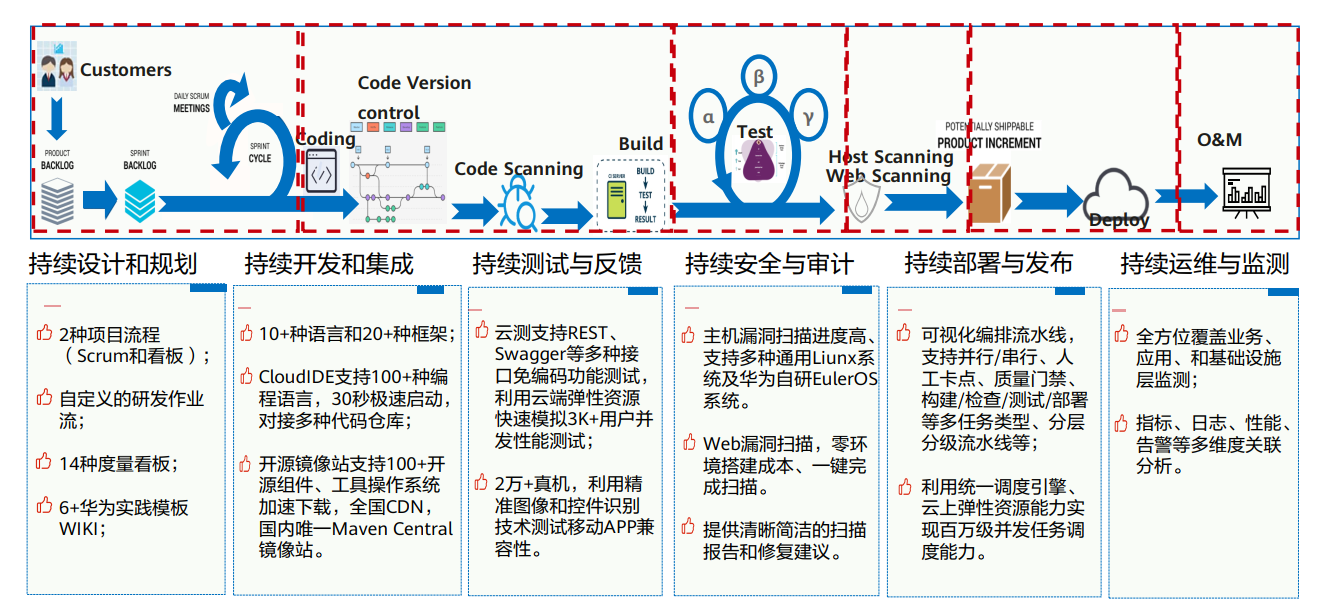 Customers
DAILY SCRUM
MEETINGS
PRODUCT
BACKLOG
SPRINT
BACKLOG
SPRINT
CYCLE
Coding
Code Version
control
Code Scanning
Build
CI SERVER
BUILD
TEST
RESULT
α
β
γ
Test
Host Scanning
Web Scanning
POTENTIALLY SHIPPABLE
PRODUCT INCREMENT
Deploy
O&M
持续设计和规划
2种项目流程
（Scrum和看板）;
自定义的研发作业
流;
14种度量看板;
6+华为实践模板
WIKI;
持续开发和集成
10+种语言和20+种框架;
CloudIDE支持100+种编
程语言，30秒极速启动，
对接多种代码仓库;
开源镜像站支持100+开
源组件、工具操作系统
加速下载，全国CDN，
国内唯一Maven Central
镜像站。
持续测试与反馈
云测支持REST、
Swagger等多种接
口免编码功能测试，
利用云端弹性资源
快速模拟3K+用户并
发性能测试;
2万+真机，利用精
准图像和控件识别
技术测试移动APP兼
容性。
持续安全与审计
主机漏洞扫描进度高、
支持多种通用Liunx系
统及华为自研EulerOS
系统。
Web漏洞扫描，零环
境搭建成本、一键完
成扫描。
提供清晰简洁的扫描
报告和修复建议。
持续部署与发布
可视化编排流水线，
支持并行/串行、人
工卡点、质量门禁、
构建/检查/测试/部署
等多任务类型、分层
分级流水线等;
利用统一调度引擎、
云上弹性资源能力实
现百万级并发任务调
度能力。
持续运维与监测
全方位覆盖业务、
应用、和基础设施
层监测;
指标、日志、性能、
告警等多维度关联
分析。